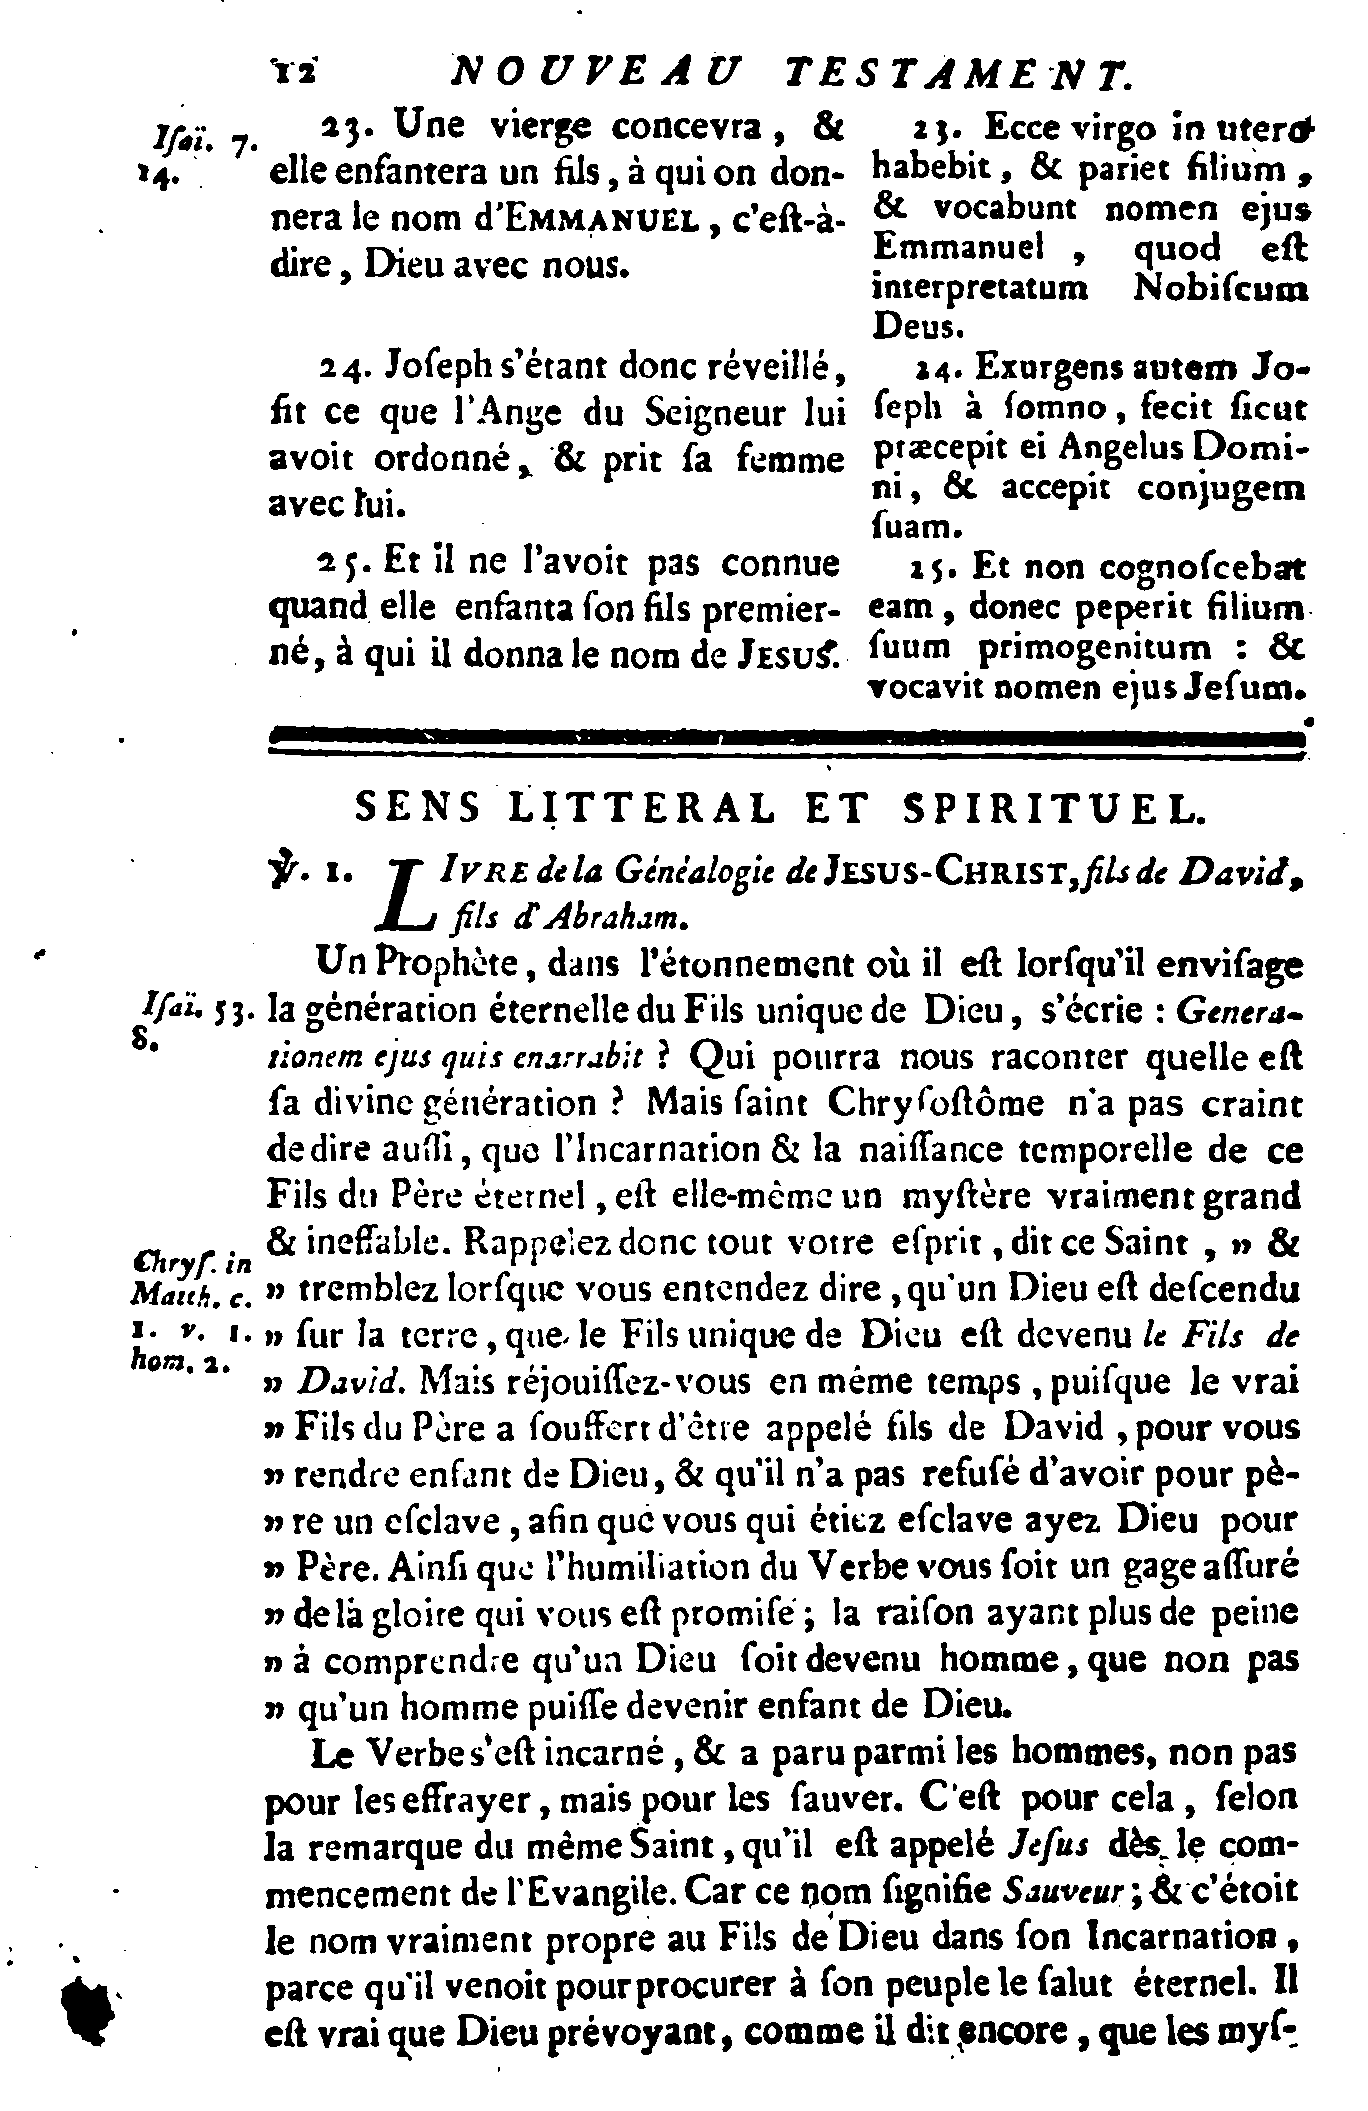 12 NOUVEAU TESTAMENT.
Iſaï. 7.
14.
23. Une vierge concevra, &
elle enfantera un fils, à qui on don-
nera le nom d'EMMANUEL, c'eſt-à-
dire, Dieu avec nous.
24. Joſeph s'étant donc réveillé,
fit ce que l'Ange du Seigneur lui
avoit ordonné, & prit ſa femme
avec lui.
25. Et il ne l'avoit pas connue
quand elle enfanta ſon fils premier-
né, à qui il donna le nom de JESUS.
23. Ecce virgo in utero
habebit, & pariet filium,
& vocabunt nomen ejus
Emmanuel, quod eſt
interpretatum Nobiſcum
Deus.
24. Exurgens autem Jo-
ſeph à ſomno, fecit ſicut
præcepit ei Angelus Domi-
ni, & accepit conjugem
ſuam.
25. Et non cognoſcebat
eam, donec peperit filium
ſuum primogenitum : &
vocavit nomen ejus Jeſum.
SENS LITTERAL ET SPIRITUEL.
℣. 1. LIVRE de la Généalogie de JESUS-CHRIST, fils de David,
fils d'Abraham.
Un Prophète, dans l'étonnement où il eſt lorſqu'il enviſage
Iſaï. 53.
8.
la génération éternelle du Fils unique de Dieu, s'écrie : Genera-
tionem ejus quis enarrabit ? Qui pourra nous raconter quelle eſt
ſa divine génération ? Mais ſaint Chryſoſtôme n'a pas craint
de dire auſſi, que l'Incarnation & la naiſſance temporelle de ce
Fils du Père éternel, eſt elle-même un myſtère vraiment grand
& ineffable. Rappelez donc tout votre eſprit, dit ce Saint, » &
Chryſ. in
Matth. c.
1. v. 1.
hom. 2.
» tremblez lorſque vous entendez dire, qu'un Dieu eſt deſcendu
» ſur la terre, que le Fils unique de Dieu eſt devenu le Fils de
» David. Mais réjouiſſez-vous en même temps, puiſque le vrai
» Fils du Père a ſouffert d'être appelé fils de David, pour vous
» rendre enfant de Dieu, & qu'il n'a pas refuſé d'avoir pour pè-
» re un eſclave, afin que vous qui étiez eſclave ayez Dieu pour
» Père. Ainſi que l'humiliation du Verbe vous ſoit un gage aſſuré
» de la gloire qui vous eſt promiſe ; la raiſon ayant plus de peine
» à comprendre qu'un Dieu ſoit devenu homme, que non pas
» qu'un homme puiſſe devenir enfant de Dieu.
Le Verbe s'eſt incarné, & a paru parmi les hommes, non pas
pour les effrayer, mais pour les ſauver. C'eſt pour cela, ſelon
la remarque du même Saint, qu'il eſt appelé Jeſus dès le com-
mencement de l'Evangile. Car ce nom ſignifie Sauveur ; & c'étoit
le nom vraiment propre au Fils de Dieu dans ſon Incarnation,
parce qu'il venoit pour procurer à ſon peuple le ſalut éternel. Il
eſt vrai que Dieu prévoyant, comme il dit encore, que les myſ-